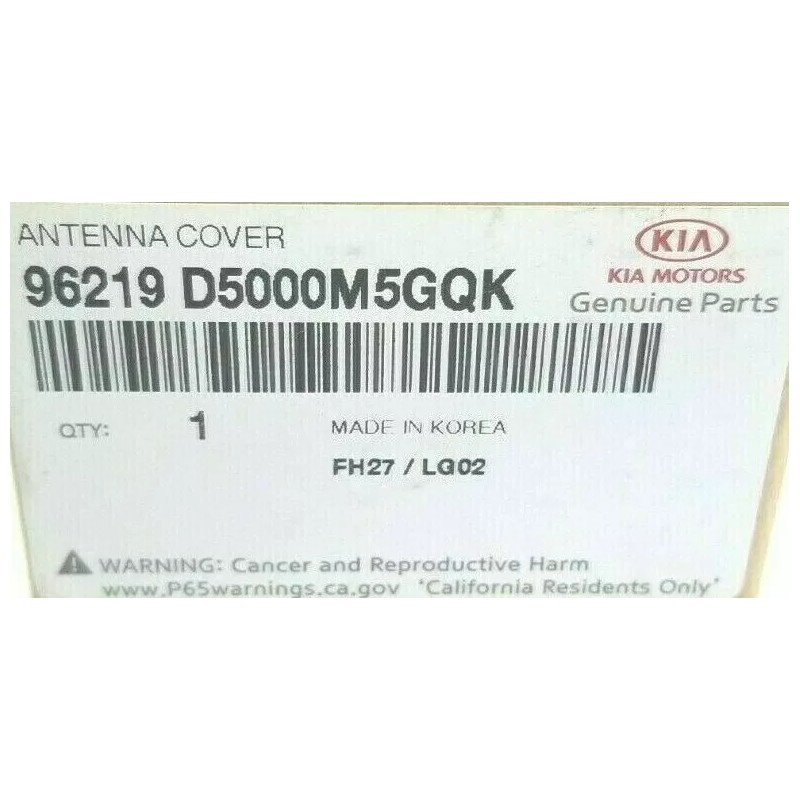 ANTENNA COVER
KIA
96219 D5000M5GQK
KIA MOTORS
Genuine Parts
QTY: 1 MADE IN KOREA
FH27 / LG02
WARNING: Cancer and Reproductive Harm
www.P65warnings.ca.gov 'California Residents Only'